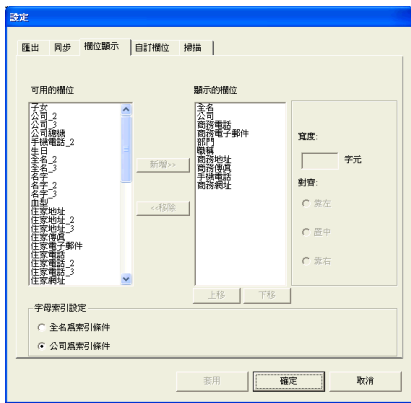 設定
匯出 同步 欄位顯示 自訂欄位 掃描
可用的欄位
子女
公司_2
公司_3
公司總機
手機電話_2
生日
全名_2
全名_3
名字
名字_2
名字_3
血型
住家地址
住家地址_2
住家地址_3
住家傳真
住家電子郵件
住家電話
住家電話_2
住家電話_3
住家網址
新增>>
<<移除
顯示的欄位
全名
公司
商務電話
商務電子郵件
部門
職稱
商務地址
商務傳真
手機電話
商務網址
上移 下移
寬度:
字元
對齊:
靠左
置中
靠右
字母索引設定
全名為索引條件
公司為索引條件
套用 確定 取消